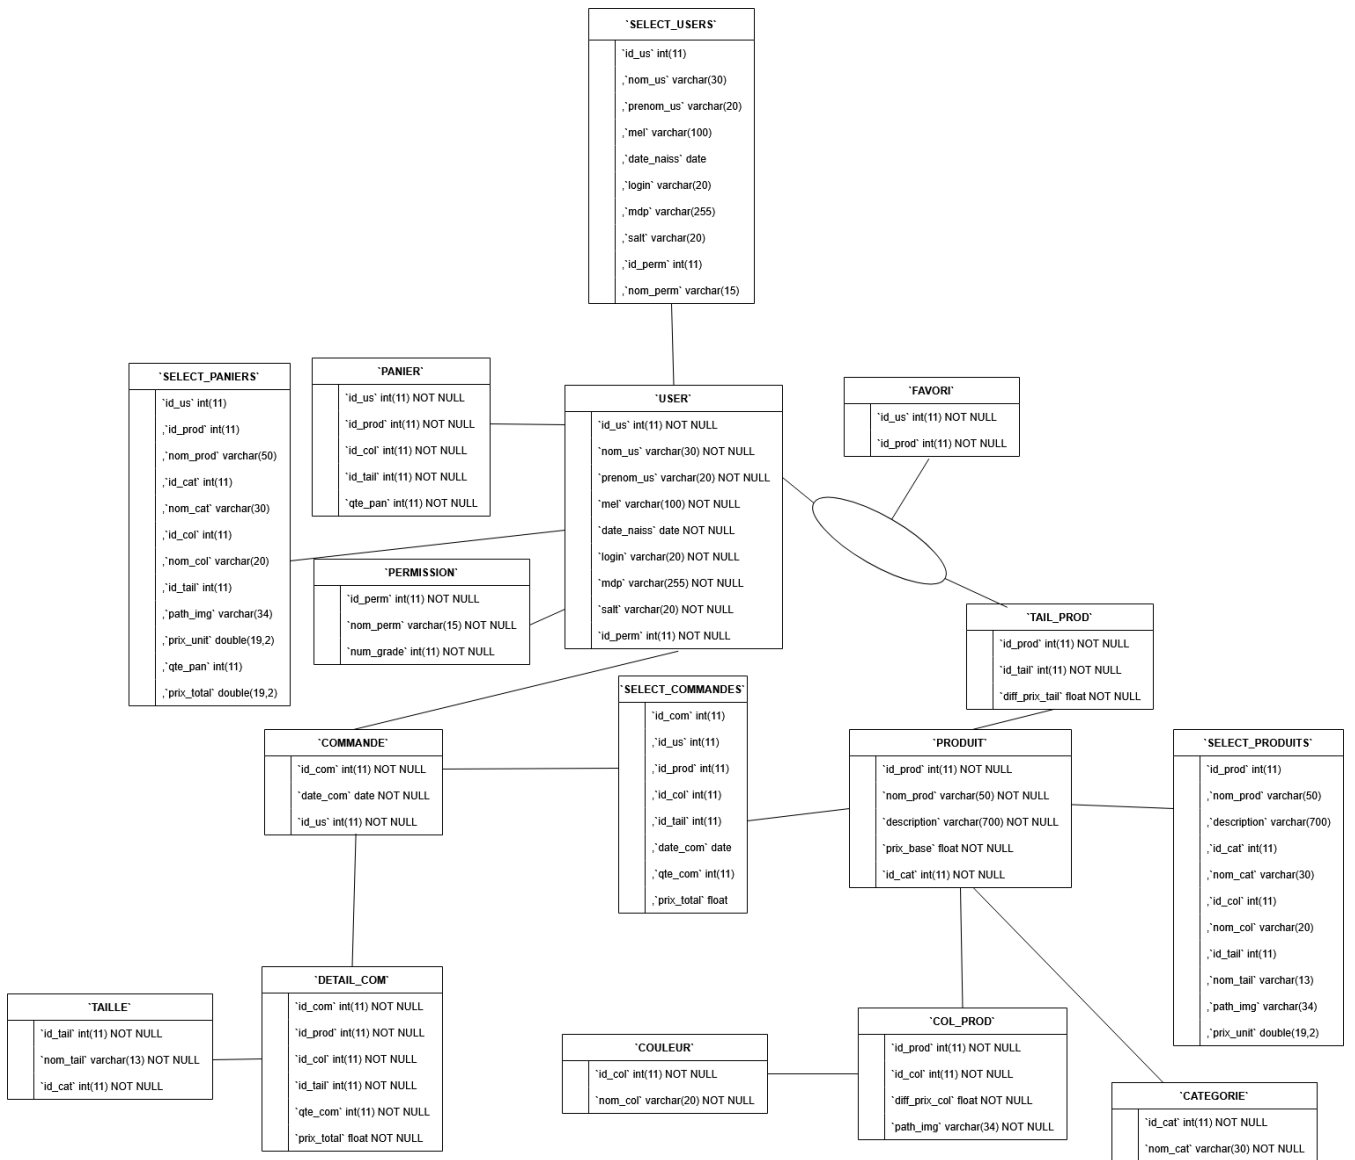 `SELECT_USERS`
`id_us` int(11)
,`nom_us` varchar(30)
,`prenom_us` varchar(20)
,`mel` varchar(100)
,`date_naiss` date
,`login` varchar(20)
,`mdp` varchar(255)
,`salt` varchar(20)
,`id_perm` int(11)
,`nom_perm` varchar(15)
`SELECT_PANIERS`
`id_us` int(11)
,`id_prod` int(11)
,`nom_prod` varchar(50)
,`id_cat` int(11)
,`nom_cat` varchar(30)
,`id_col` int(11)
,`nom_col` varchar(20)
,`id_tail` int(11)
,`path_img` varchar(34)
,`prix_unit` double(19,2)
,`qte_pan` int(11)
,`prix_total` double(19,2)
`PANIER`
`id_us` int(11) NOT NULL
`id_prod` int(11) NOT NULL
`id_col` int(11) NOT NULL
`id_tail` int(11) NOT NULL
`qte_pan` int(11) NOT NULL
`USER`
`id_us` int(11) NOT NULL
`nom_us` varchar(30) NOT NULL
`prenom_us` varchar(20) NOT NULL
`mel` varchar(100) NOT NULL
`date_naiss` date NOT NULL
`login` varchar(20) NOT NULL
`mdp` varchar(255) NOT NULL
`salt` varchar(20) NOT NULL
`id_perm` int(11) NOT NULL
`FAVORI`
`id_us` int(11) NOT NULL
`id_prod` int(11) NOT NULL
`PERMISSION`
`id_perm` int(11) NOT NULL
`nom_perm` varchar(15) NOT NULL
`num_grade` int(11) NOT NULL
`TAIL_PROD`
`id_prod` int(11) NOT NULL
`id_tail` int(11) NOT NULL
`diff_prix_tail` float NOT NULL
`SELECT_COMMANDES`
`id_com` int(11)
,`id_us` int(11)
,`id_prod` int(11)
,`id_col` int(11)
,`id_tail` int(11)
,`date_com` date
,`qte_com` int(11)
,`prix_total` float
`COMMANDE`
`id_com` int(11) NOT NULL
`date_com` date NOT NULL
`id_us` int(11) NOT NULL
`PRODUIT`
`id_prod` int(11) NOT NULL
`nom_prod` varchar(50) NOT NULL
`description` varchar(700) NOT NULL
`prix_base` float NOT NULL
`id_cat` int(11) NOT NULL
`SELECT_PRODUITS`
`id_prod` int(11)
,`nom_prod` varchar(50)
,`description` varchar(700)
,`id_cat` int(11)
,`nom_cat` varchar(30)
,`id_col` int(11)
,`nom_col` varchar(20)
,`id_tail` int(11)
,`nom_tail` varchar(13)
,`path_img` varchar(34)
,`prix_unit` double(19,2)
`TAILLE`
`id_tail` int(11) NOT NULL
`nom_tail` varchar(13) NOT NULL
`id_cat` int(11) NOT NULL
`DETAIL_COM`
`id_com` int(11) NOT NULL
`id_prod` int(11) NOT NULL
`id_col` int(11) NOT NULL
`id_tail` int(11) NOT NULL
`qte_com` int(11) NOT NULL
`prix_total` float NOT NULL
`COULEUR`
`id_col` int(11) NOT NULL
`nom_col` varchar(20) NOT NULL
`COL_PROD`
`id_prod` int(11) NOT NULL
`id_col` int(11) NOT NULL
`diff_prix_col` float NOT NULL
`path_img` varchar(34) NOT NULL
`CATEGORIE`
`id_cat` int(11) NOT NULL
`nom_cat` varchar(30) NOT NULL